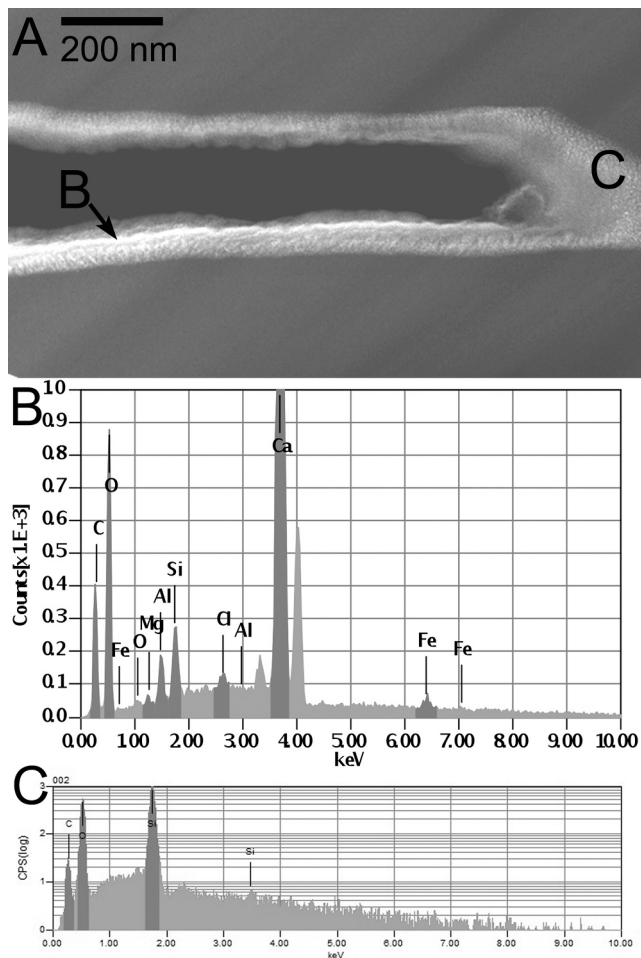 A
200 nm
B
C
B
1.0
0.9
0.8
0.7
0.6
0.5
0.4
0.3
0.2
0.1
0.0
Counts[x1.E+3]
C
O
Fe
O
Mg
Al
Si
Cl
Al
Ca
Fe
Fe
0.00 1.00 2.00 3.00 4.00 5.00 6.00 7.00 8.00 9.00 10.00
keV
C
002
3
2
1
0
CPS(log)
C
O
Si
Si
0.00 1.00 2.00 3.00 4.00 5.00 6.00 7.00 8.00 9.00 10.00
keV